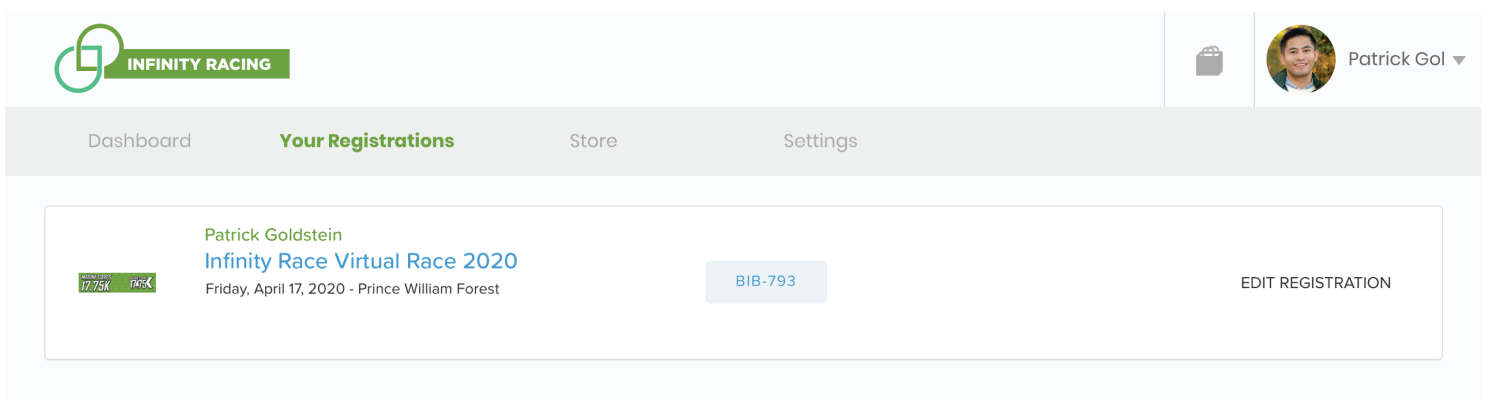 INFINITY RACING
Patrick Gol
Dashboard
Your Registrations
Store
Settings
Patrick Goldstein
Infinity Race Virtual Race 2020
Friday, April 17, 2020 - Prince William Forest
17.75K
BIB-793
EDIT REGISTRATION